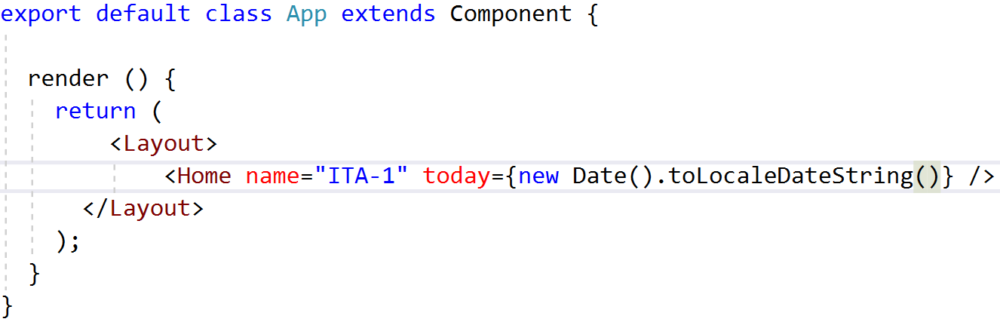 export default class App extends Component {
render () {
return (
<Layout>
<Home name="ITA-1" today={new Date().toLocaleDateString()} />
</Layout>
);
}
}